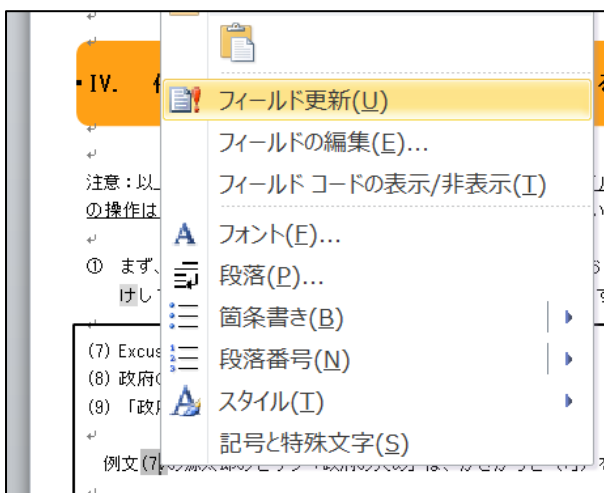 IV.
フィールド更新(U)
フィールドの編集(E)...
注意：以
フィールド コードの表示/非表示(T)
の操作は
フォント(F)...
① まず、
段落(P)...
けし
箇条書き(B)
(7) Excus
段落番号(N)
(8) 政府
(9) 「政府
スタイル(T)
記号と特殊文字(S)
例文(7)